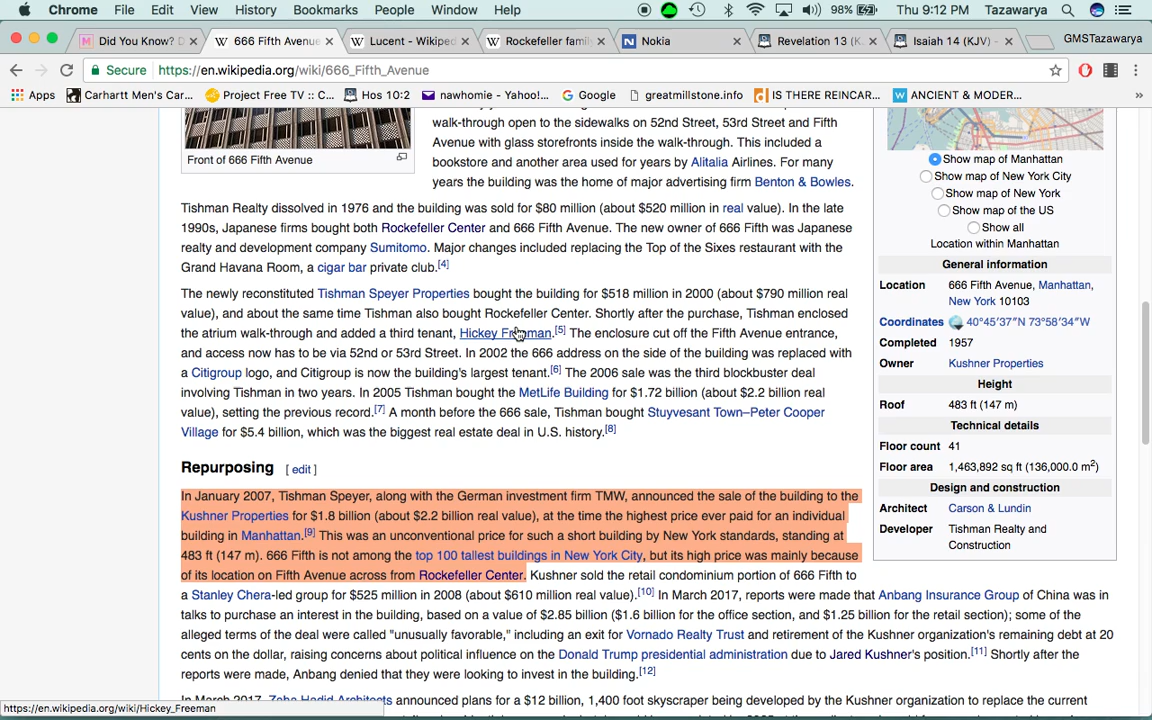 Chrome File Edit View History Bookmarks People Window Help 98% Thu 9:12 PM Tazawarya
Did You Know? D
666 Fifth Avenue
Lucent - Wikiped
Rockefeller famil
Nokia
Revelation 13 (K
Isaiah 14 (KJV) -
GMSTazawarya
Secure https://en.wikipedia.org/wiki/666_Fifth_Avenue
Apps Carhartt Men's Car... Project Free TV :: C... Hos 10:2 nawhomie - Yahoo!... Google greatmillstone.info IS THERE REINCAR... ANCIENT & MODER... »
Front of 666 Fifth Avenue
walk-through open to the sidewalks on 52nd Street, 53rd Street and Fifth
Avenue with glass storefronts inside the walk-through. This included a
bookstore and another area used for years by Alitalia Airlines. For many
years the building was the home of major advertising firm Benton & Bowles.
Tishman Realty dissolved in 1976 and the building was sold for $80 million (about $520 million in real value). In the late
1990s, Japanese firms bought both Rockefeller Center and 666 Fifth Avenue. The new owner of 666 Fifth was Japanese
realty and development company Sumitomo. Major changes included replacing the Top of the Sixes restaurant with the
Grand Havana Room, a cigar bar private club.[4]
The newly reconstituted Tishman Speyer Properties bought the building for $518 million in 2000 (about $790 million real
value), and about the same time Tishman also bought Rockefeller Center. Shortly after the purchase, Tishman enclosed
the atrium walk-through and added a third tenant, Hickey Freeman.[5] The enclosure cut off the Fifth Avenue entrance,
and access now has to be via 52nd or 53rd Street. In 2002 the 666 address on the side of the building was replaced with
a Citigroup logo, and Citigroup is now the building's largest tenant.[6] The 2006 sale was the third blockbuster deal
involving Tishman in two years. In 2005 Tishman bought the MetLife Building for $1.72 billion (about $2.2 billion real
value), setting the previous record.[7] A month before the 666 sale, Tishman bought Stuyvesant Town–Peter Cooper
Village for $5.4 billion, which was the biggest real estate deal in U.S. history.[8]
Repurposing [ edit ]
In January 2007, Tishman Speyer, along with the German investment firm TMW, announced the sale of the building to the
Kushner Properties for $1.8 billion (about $2.2 billion real value), at the time the highest price ever paid for an individual
building in Manhattan.[9] This was an unconventional price for such a short building by New York standards, standing at
483 ft (147 m). 666 Fifth is not among the top 100 tallest buildings in New York City, but its high price was mainly because
of its location on Fifth Avenue across from Rockefeller Center. Kushner sold the retail condominium portion of 666 Fifth to
a Stanley Chera-led group for $525 million in 2008 (about $610 million real value).[10] In March 2017, reports were made that Anbang Insurance Group of China was in
talks to purchase an interest in the building, based on a value of $2.85 billion ($1.6 billion for the office section, and $1.25 billion for the retail section); some of the
alleged terms of the deal were called "unusually favorable," including an exit for Vornado Realty Trust and retirement of the Kushner organization's remaining debt at 20
cents on the dollar, raising concerns about political influence on the Donald Trump presidential administration due to Jared Kushner's position.[11] Shortly after the
reports were made, Anbang denied that they were looking to invest in the building.[12]
In March 2017, Zaha Hadid Architects announced plans for a $12 billion, 1,400 foot skyscraper being developed by the Kushner organization to replace the current
Show map of Manhattan
Show map of New York City
Show map of New York
Show map of the US
Show all
Location within Manhattan
General information
Location 666 Fifth Avenue, Manhattan,
New York 10103
Coordinates 40°45′37″N 73°58′34″W
Completed 1957
Owner Kushner Properties
Height
Roof 483 ft (147 m)
Technical details
Floor count 41
Floor area 1,463,892 sq ft (136,000.0 m2)
Design and construction
Architect Carson & Lundin
Developer Tishman Realty and
Construction
https://en.wikipedia.org/wiki/Hickey_Freeman